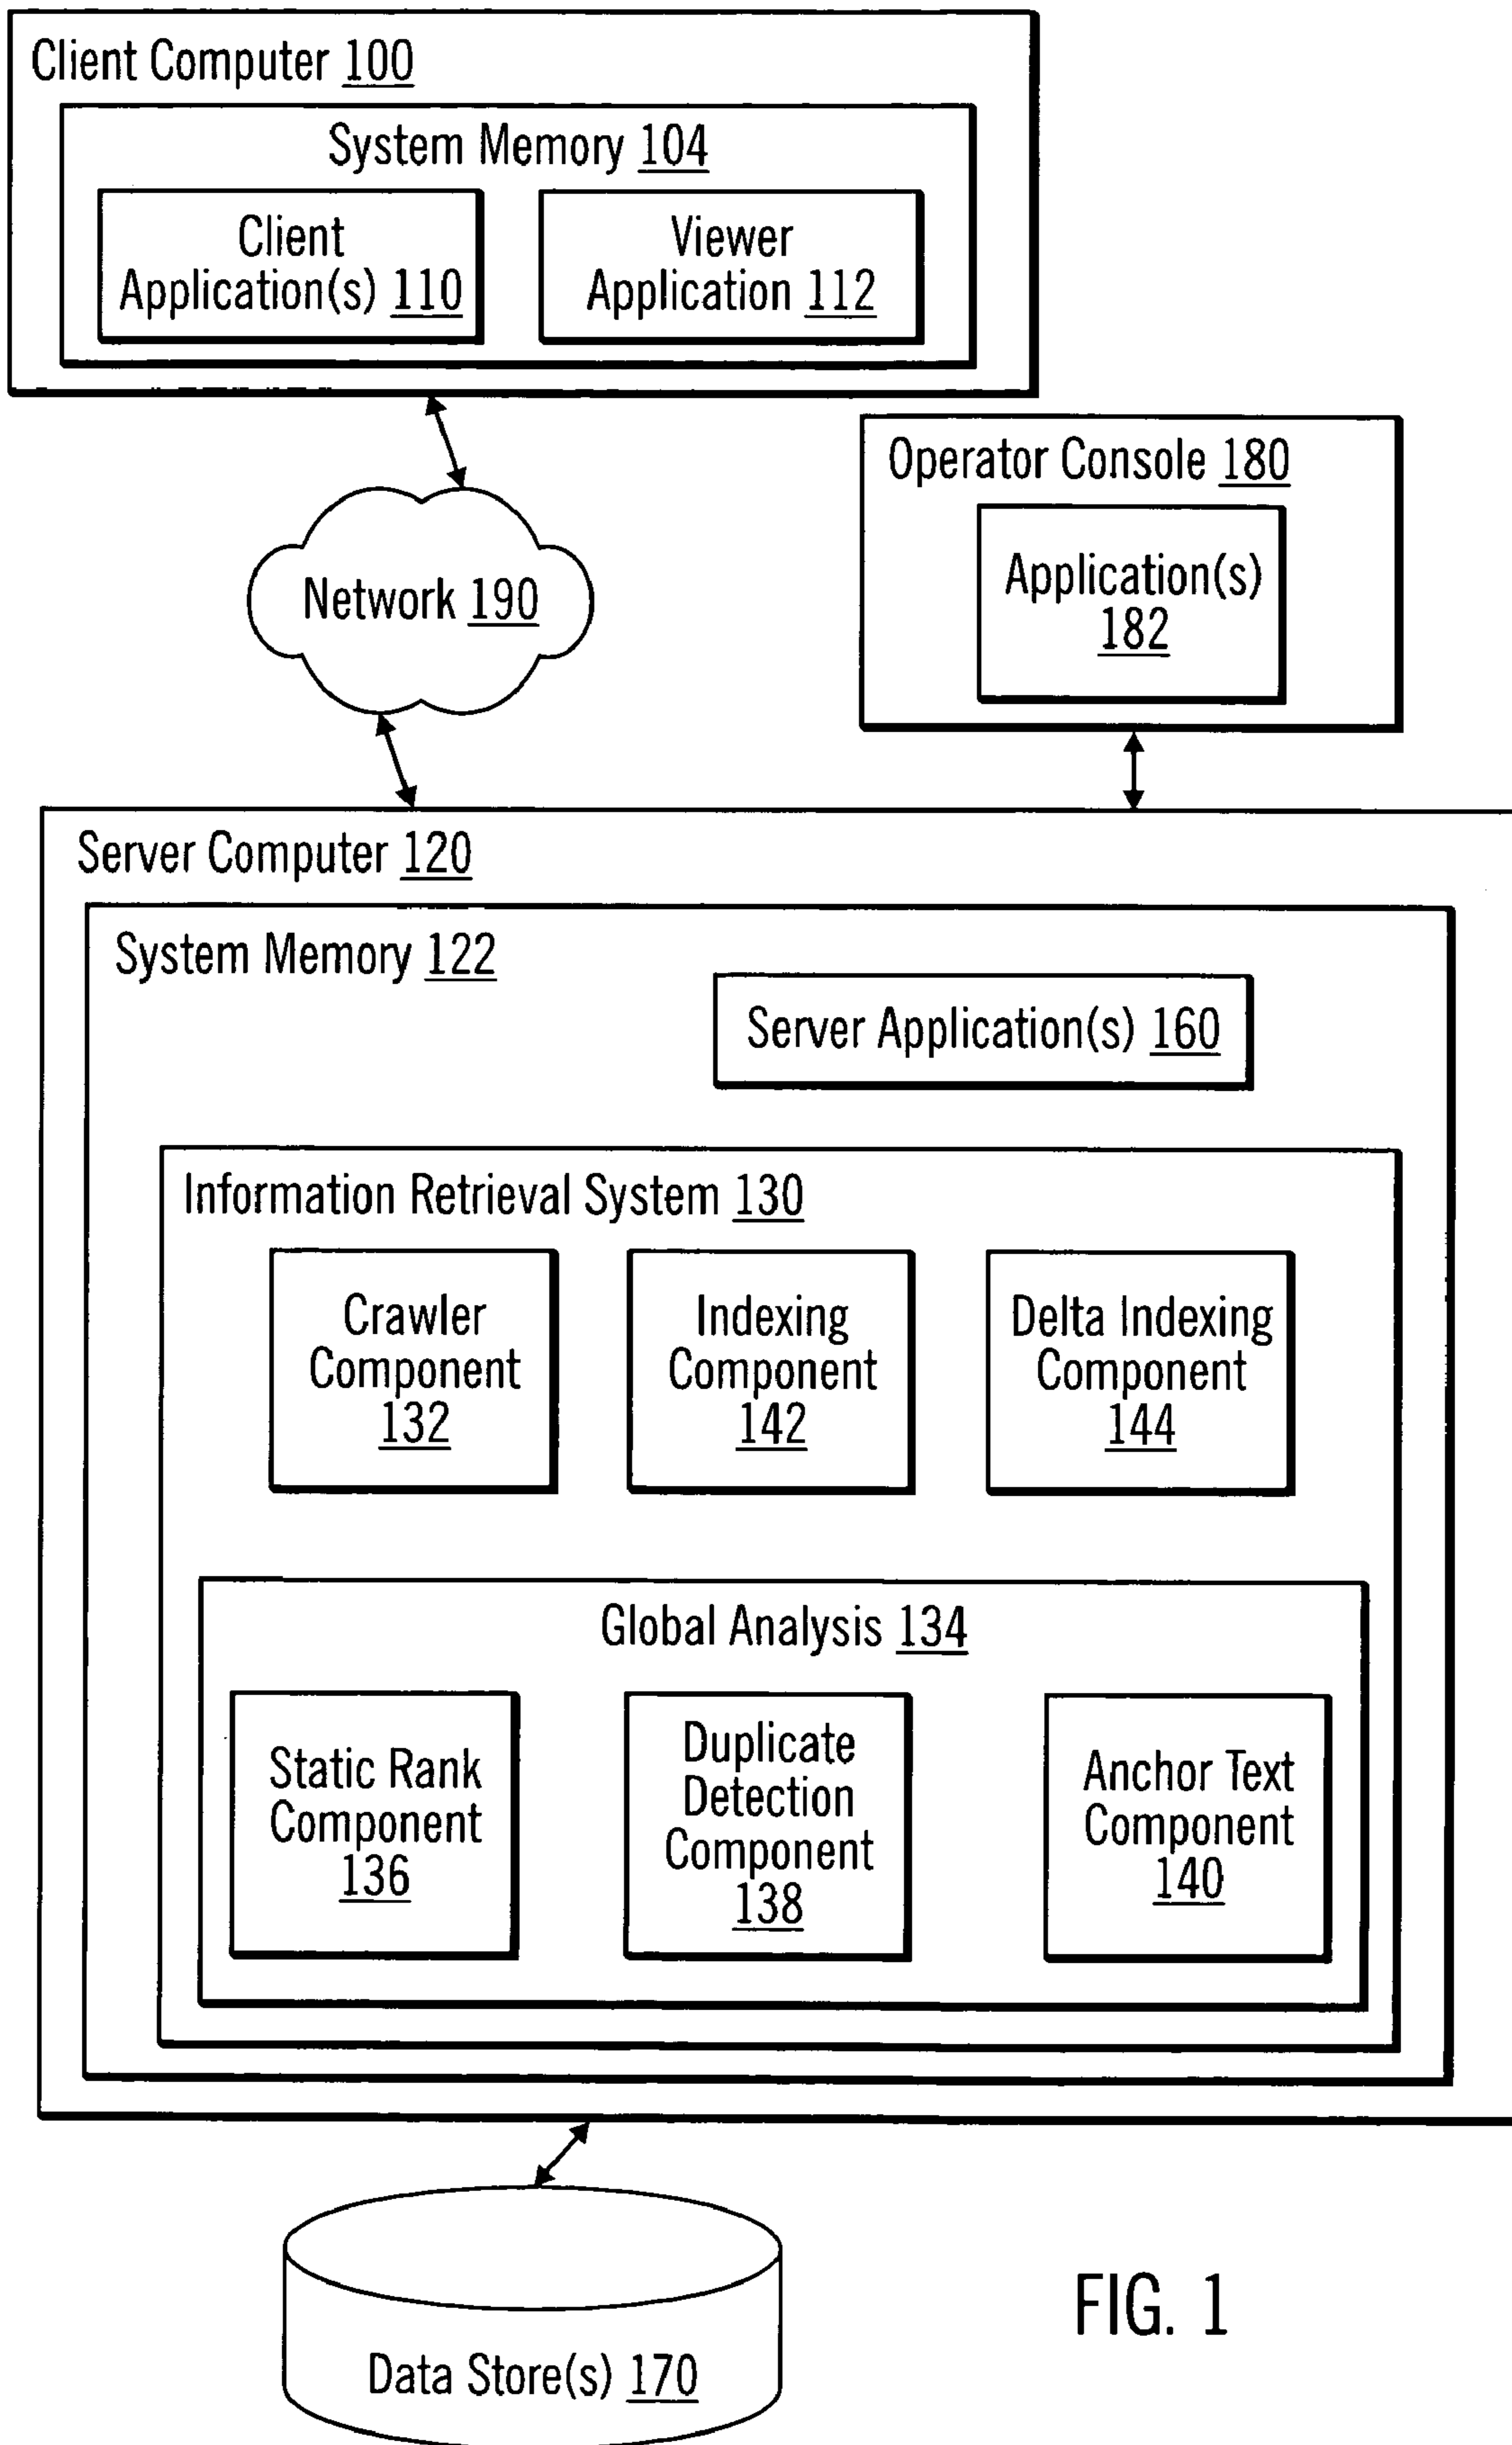 Client Computer 100
System Memory 104
Client
Application(s) 110
Viewer
Application 112
Operator Console 180
Application(s)
182
Network 190
Server Computer 120
System Memory 122
Server Application(s) 160
Information Retrieval System 130
Crawler
Component
132
Indexing
Component
142
Delta Indexing
Component
144
Global Analysis 134
Static Rank
Component
136
Duplicate
Detection
Component
138
Anchor Text
Component
140
Data Store(s) 170
FIG. 1